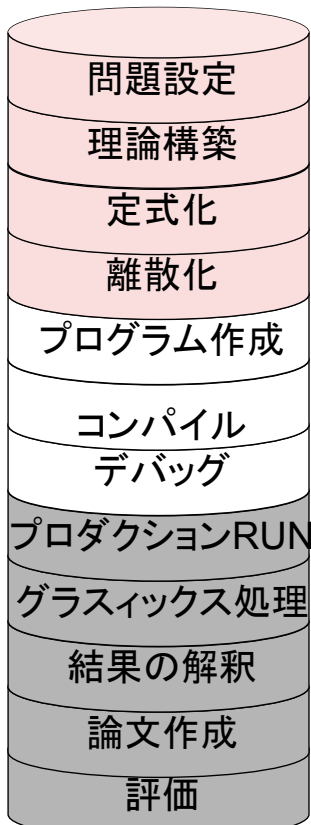 問題設定
理論構築
定式化
離散化
プログラム作成
コンパイル
デバッグ
プロダクションRUN
グラスィックス処理
結果の解釈
論文作成
評価